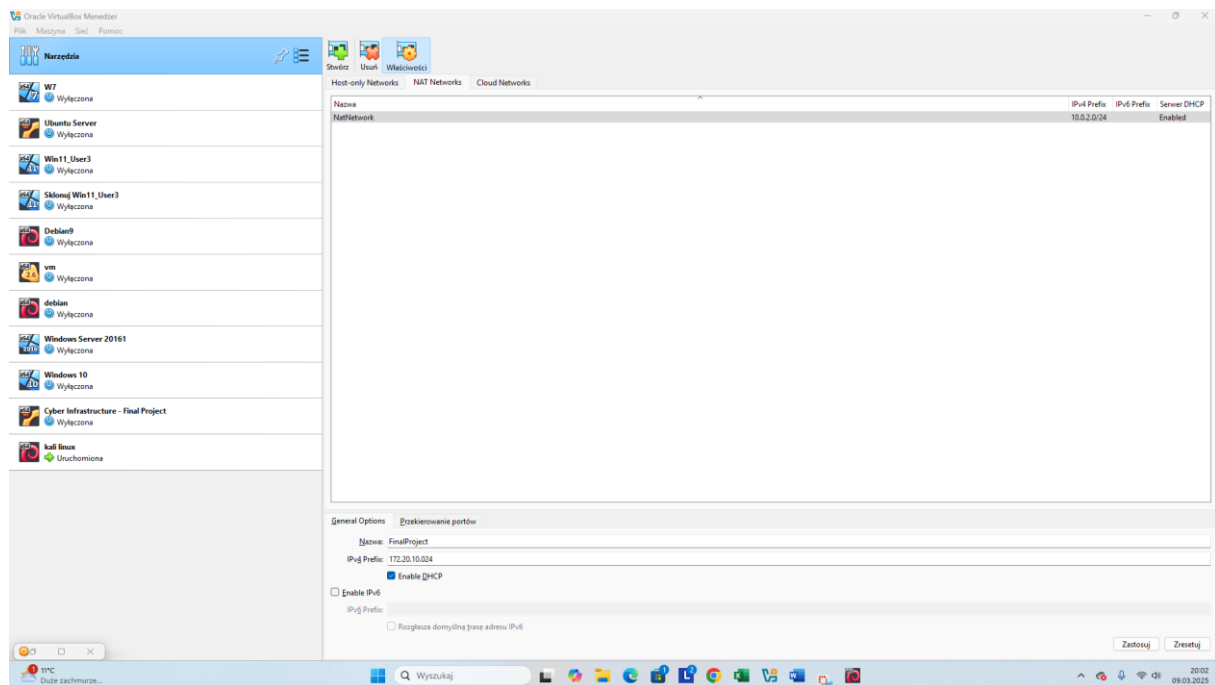 Oracle VirtualBox Menedżer
Plik Maszyna Sieć Pomoc
Narzędzia
W7
Wyłączona
Ubuntu Server
Wyłączona
Win11_User3
Wyłączona
Sklonuj Win11_User3
Wyłączona
Debian9
Wyłączona
vm
Wyłączona
debian
Wyłączona
Windows Server 20161
Wyłączona
Windows 10
Wyłączona
Cyber Infrastructure - Final Project
Wyłączona
kali linux
Uruchomiona
Stwórz Usuń Właściwości
Host-only Networks NAT Networks Cloud Networks
Nazwa IPv4 Prefix IPv6 Prefix Serwer DHCP
NatNetwork 10.0.2.0/24 Enabled
General Options Przekierowanie portów
Nazwa: FinalProject
IPv4 Prefix: 172.20.10.024
Enable DHCP
Enable IPv6
IPv6 Prefix:
Rozgłasza domyślną trasę adresu IPv6
Zastosuj Zresetuj
11°C
Duże zachmurze...
Wyszukaj
20:02
09.03.2025